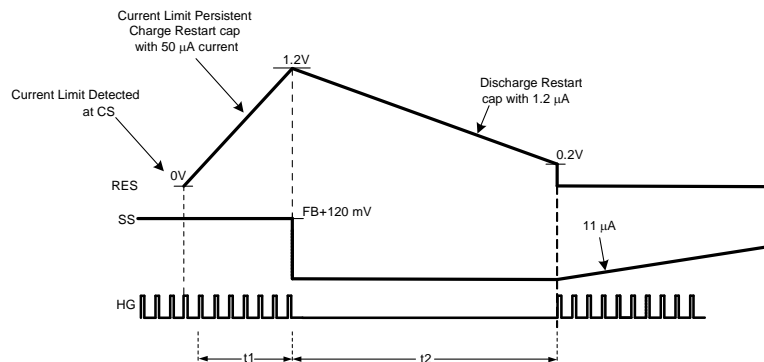 Current Limit Persistent
Charge Restart cap
with 50 μA current
1.2V
Current Limit Detected
at CS
Discharge Restart
cap with 1.2 μA
0V
0.2V
RES
SS
FB+120 mV
11 μA
HG
t1
t2